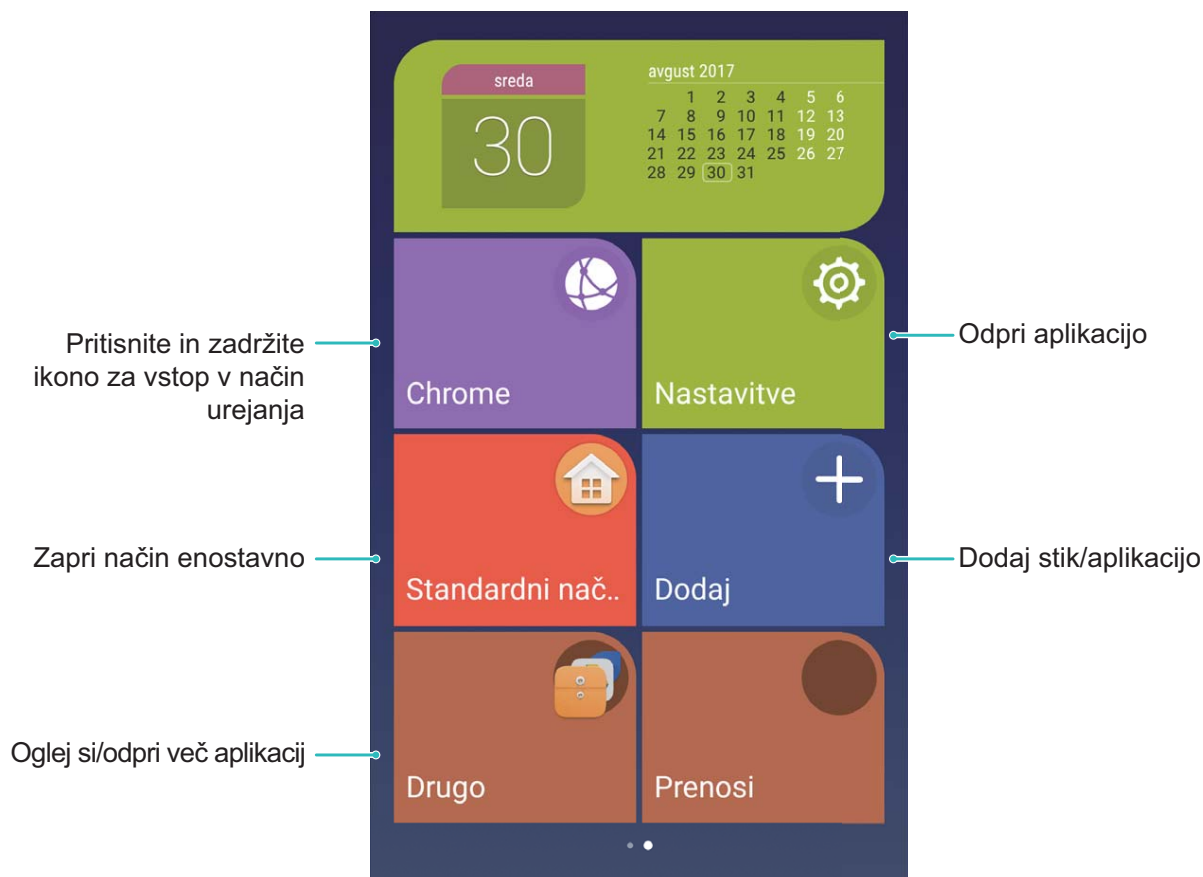 sreda
30
avgust 2017
1 2 3 4 5 6
7 8 9 10 11 12 13
14 15 16 17 18 19 20
21 22 23 24 25 26 27
28 29 30 31
Pritisnite in zadržite
ikono za vstop v način
urejanja
Chrome
Nastavitve
Odpri aplikacijo
Zapri način enostavno
Standardni nač..
Dodaj
Dodaj stik/aplikacijo
Oglej si/odpri več aplikacij
Drugo
Prenosi